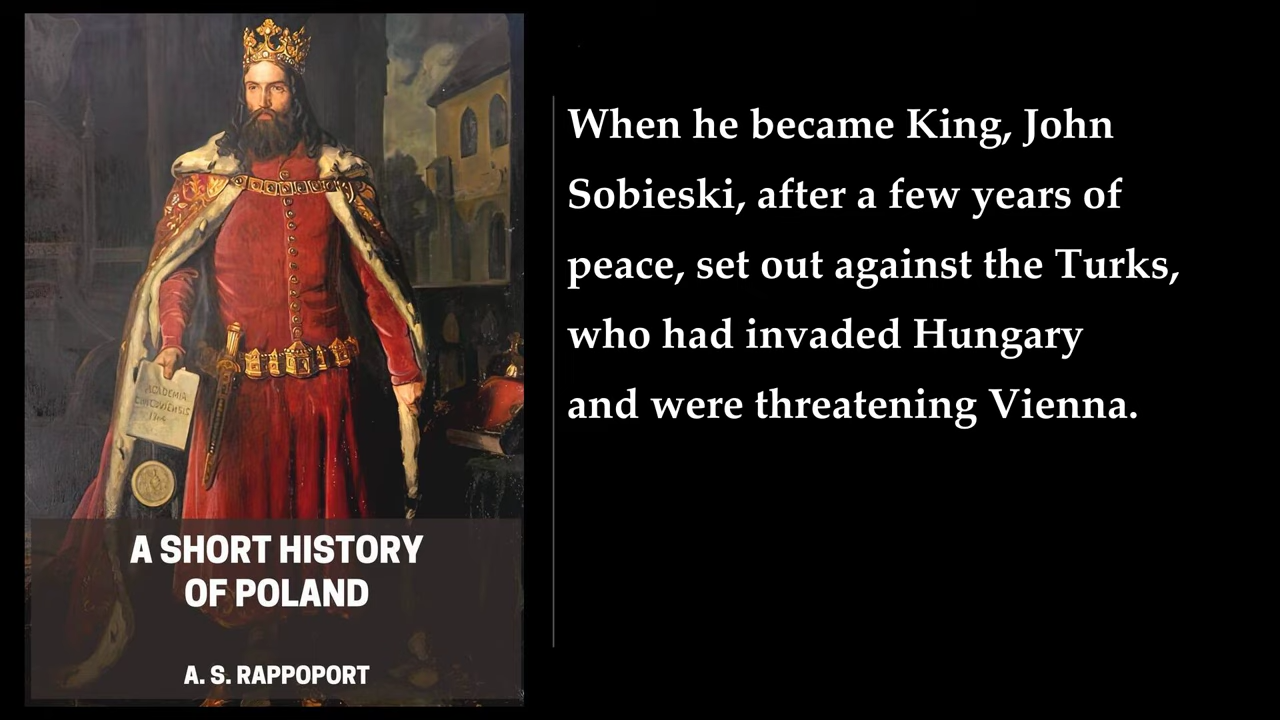 When he became King, John
Sobieski, after a few years of
peace, set out against the Turks,
who had invaded Hungary
and were threatening Vienna.
ACADEMIA
A SHORT HISTORY
OF POLAND
A. S. RAPPOPORT